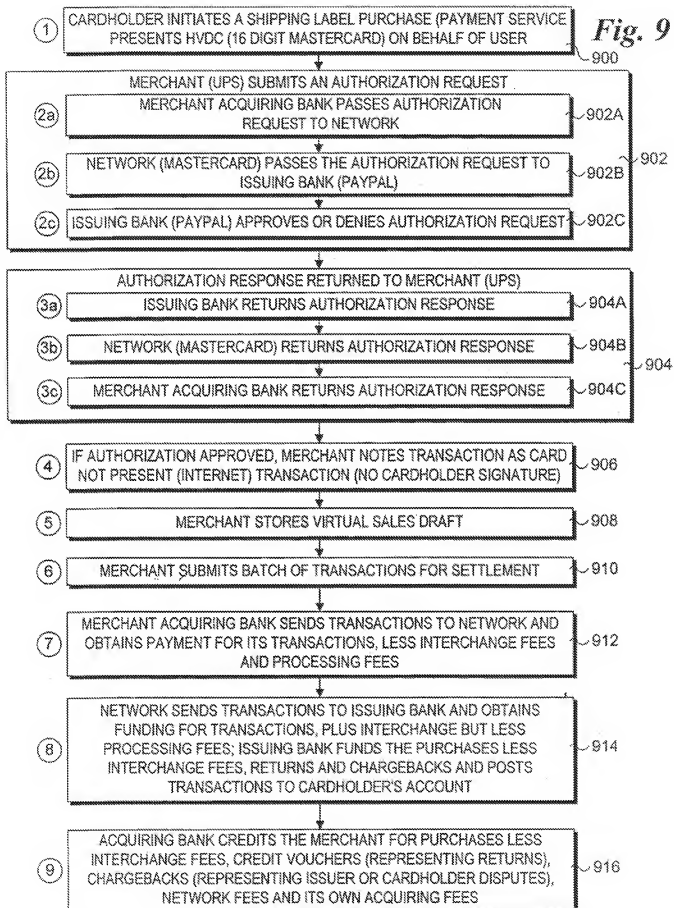 Fig. 9
1 CARDHOLDER INITIATES A SHIPPING LABEL PURCHASE (PAYMENT SERVICE
PRESENTS HVDC (16 DIGIT MASTERCARD) ON BEHALF OF USER
900
MERCHANT (UPS) SUBMITS AN AUTHORIZATION REQUEST
2a MERCHANT ACQUIRING BANK PASSES AUTHORIZATION
REQUEST TO NETWORK 902A
2b NETWORK (MASTERCARD) PASSES THE AUTHORIZATION REQUEST TO
ISSUING BANK (PAYPAL) 902B
902
2c ISSUING BANK (PAYPAL) APPROVES OR DENIES AUTHORIZATION REQUEST 902C
AUTHORIZATION RESPONSE RETURNED TO MERCHANT (UPS)
3a ISSUING BANK RETURNS AUTHORIZATION RESPONSE 904A
3b NETWORK (MASTERCARD) RETURNS AUTHORIZATION RESPONSE 904B
904
3c MERCHANT ACQUIRING BANK RETURNS AUTHORIZATION RESPONSE 904C
4 IF AUTHORIZATION APPROVED, MERCHANT NOTES TRANSACTION AS CARD
NOT PRESENT (INTERNET) TRANSACTION (NO CARDHOLDER SIGNATURE) 906
5 MERCHANT STORES VIRTUAL SALES DRAFT 908
6 MERCHANT SUBMITS BATCH OF TRANSACTIONS FOR SETTLEMENT 910
7 MERCHANT ACQUIRING BANK SENDS TRANSACTIONS TO NETWORK AND
OBTAINS PAYMENT FOR ITS TRANSACTIONS, LESS INTERCHANGE FEES
AND PROCESSING FEES 912
8 NETWORK SENDS TRANSACTIONS TO ISSUING BANK AND OBTAINS
FUNDING FOR TRANSACTIONS, PLUS INTERCHANGE BUT LESS
PROCESSING FEES; ISSUING BANK FUNDS THE PURCHASES LESS
INTERCHANGE FEES, RETURNS AND CHARGEBACKS AND POSTS
TRANSACTIONS TO CARDHOLDER'S ACCOUNT 914
9 ACQUIRING BANK CREDITS THE MERCHANT FOR PURCHASES LESS
INTERCHANGE FEES, CREDIT VOUCHERS (REPRESENTING RETURNS),
CHARGEBACKS (REPRESENTING ISSUER OR CARDHOLDER DISPUTES),
NETWORK FEES AND ITS OWN ACQUIRING FEES 916